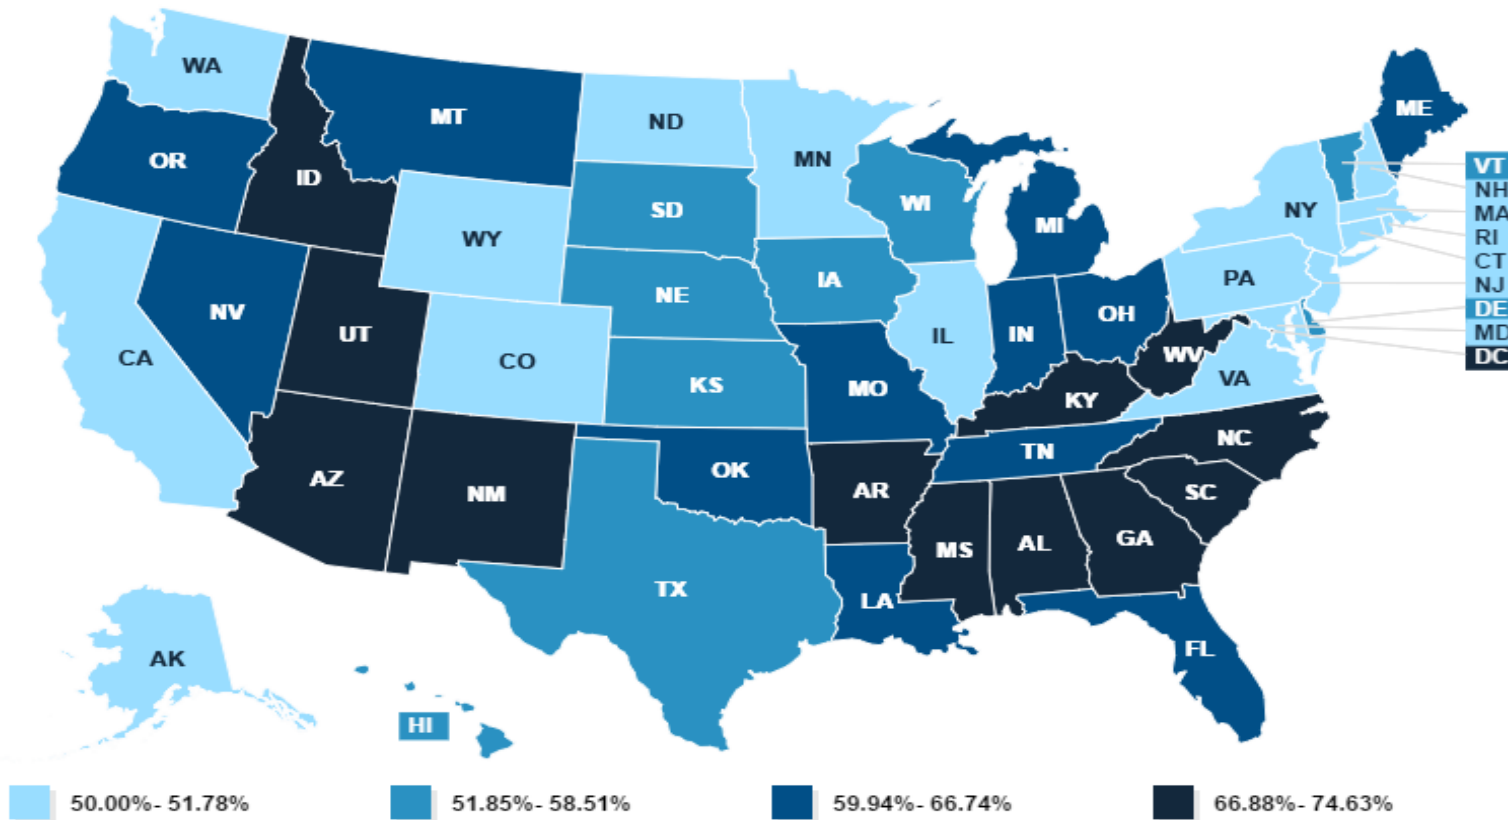 WA
MT
ND
MN
ME
OR
ID
VT
NH
SD
WI
NY
MA
WY
MI
RI
CT
PA
NJ
NE
IA
DE
NV
OH
MD
UT
IN
IL
DC
CA
CO
WV
VA
KS
MO
KY
NC
TN
OK
AZ
NM
AR
SC
GA
AL
MS
TX
LA
FL
AK
HI
50.00%- 51.78%
51.85%- 58.51%
59.94%- 66.74%
66.88%- 74.63%